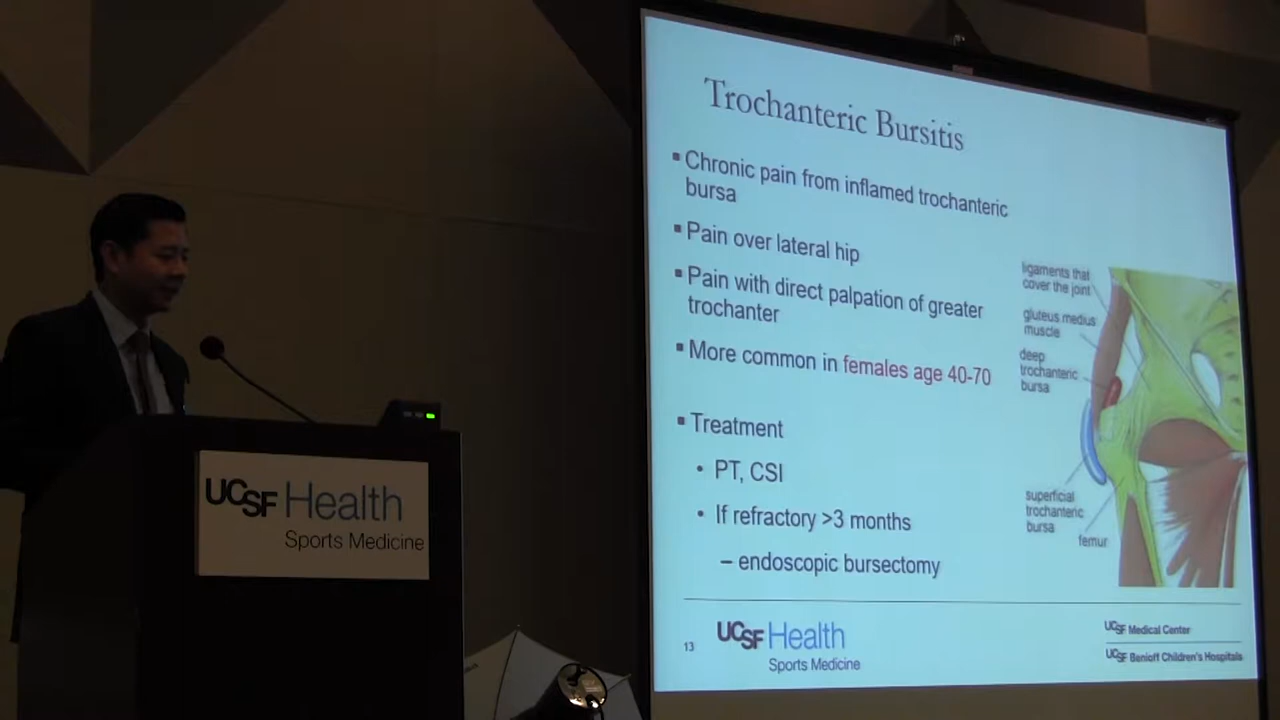 Trochanteric Bursitis
▪ Chronic pain from inflamed trochanteric
bursa
▪ Pain over lateral hip
▪ Pain with direct palpation of greater
trochanter
▪ More common in females age 40-70
▪ Treatment
• PT, CSI
• If refractory >3 months
– endoscopic bursectomy
ligaments that
cover the joint
gluteus medius
muscle
deep
trochanteric
bursa
superficial
trochanteric
bursa
femur
13
UCSF Health
Sports Medicine
UCSF Medical Center
UCSF Benioff Children's Hospitals
UCSF Health
Sports Medicine